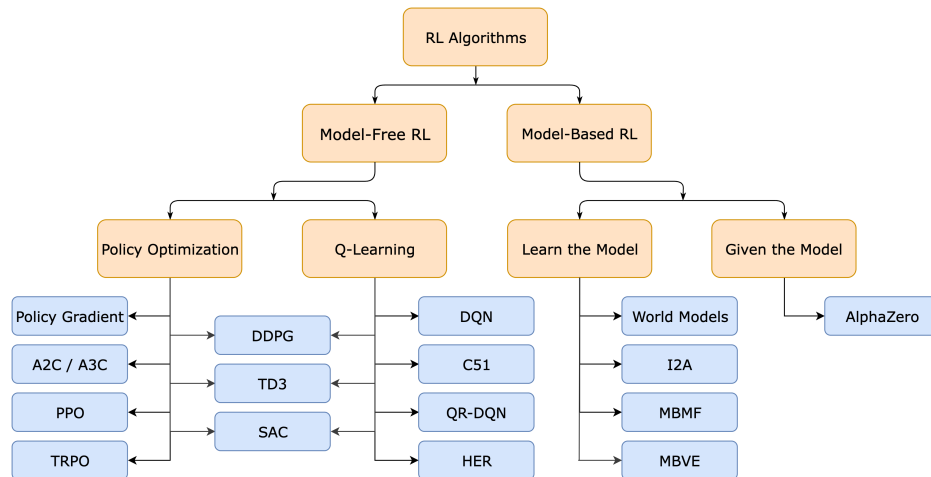 RL Algorithms
Model-Free RL
Model-Based RL
Policy Optimization
Q-Learning
Learn the Model
Given the Model
Policy Gradient
DDPG
DQN
World Models
AlphaZero
A2C / A3C
TD3
C51
I2A
PPO
SAC
QR-DQN
MBMF
TRPO
HER
MBVE